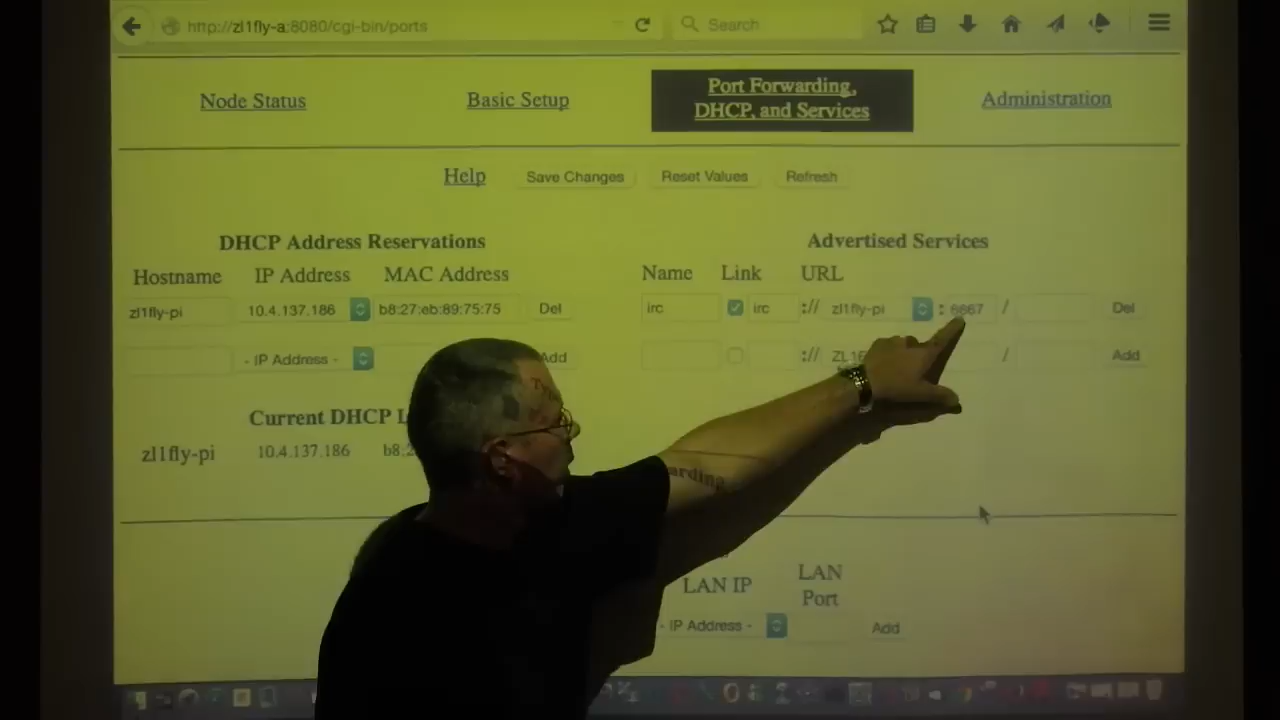 http://zl1fly-a:8080/cgi-bin/ports
Search
Node Status
Basic Setup
Port Forwarding,
DHCP, and Services
Administration
Help
Save Changes
Reset Values
Refresh
DHCP Address Reservations
Hostname IP Address MAC Address
zl1fly-pi 10.4.137.186 b8:27:eb:89:75:75 Del
- IP Address - Add
Advertised Services
Name Link URL
irc irc :// zl1fly-pi : 6667 / Del
:// / Add
Current DHCP
zl1fly-pi 10.4.137.186 b8:2
LAN IP
LAN
Port
- IP Address - Add